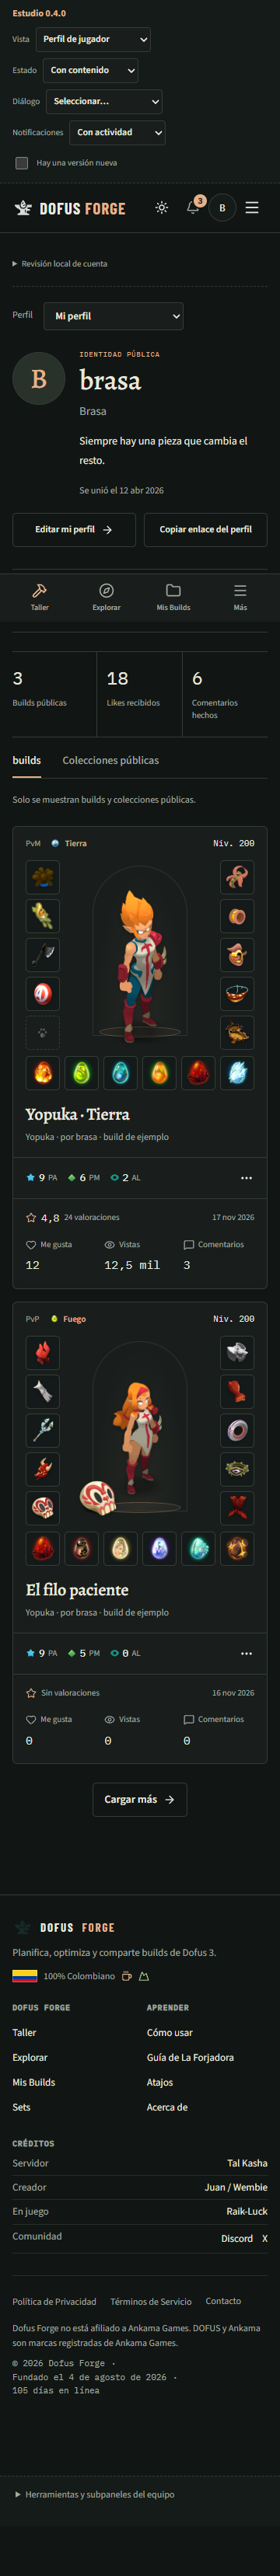 Estudio 0.4.0
Vista Perfil de jugador
Estado Con contenido
Diálogo Seleccionar...
Notificaciones Con actividad
Hay una versión nueva
DOFUS FORGE 3 B
Revisión local de cuenta
Perfil Mi perfil
B
IDENTIDAD PÚBLICA
brasa
Brasa
Siempre hay una pieza que cambia el
resto.
Se unió el 12 abr 2026
Editar mi perfil → Copiar enlace del perfil
Taller Explorar Mis Builds Más
3 18 6
Builds públicas Likes recibidos Comentarios
hechos
builds Colecciones públicas
Solo se muestran builds y colecciones públicas.
PvM Tierra Niv. 200
Yopuka · Tierra
Yopuka · por brasa · build de ejemplo
9 PA 6 PM 2 AL ...
4,8 24 valoraciones 17 nov 2026
Me gusta Vistas Comentarios
12 12,5 mil 3
PvP Fuego Niv. 200
El filo paciente
Yopuka · por brasa · build de ejemplo
9 PA 5 PM 0 AL ...
Sin valoraciones 16 nov 2026
Me gusta Vistas Comentarios
0 0 0
Cargar más →
DOFUS FORGE
Planifica, optimiza y comparte builds de Dofus 3.
100% Colombiano
DOFUS FORGE APRENDER
Taller Cómo usar
Explorar Guía de La Forjadora
Mis Builds Atajos
Sets Acerca de
CRÉDITOS
Servidor Tal Kasha
Creador Juan / Wembie
En juego Raik-Luck
Comunidad Discord X
Política de Privacidad Términos de Servicio Contacto
Dofus Forge no está afiliado a Ankama Games. DOFUS y Ankama
son marcas registradas de Ankama Games.
© 2026 Dofus Forge ·
Fundado el 4 de agosto de 2026 ·
105 días en línea
Herramientas y subpaneles del equipo